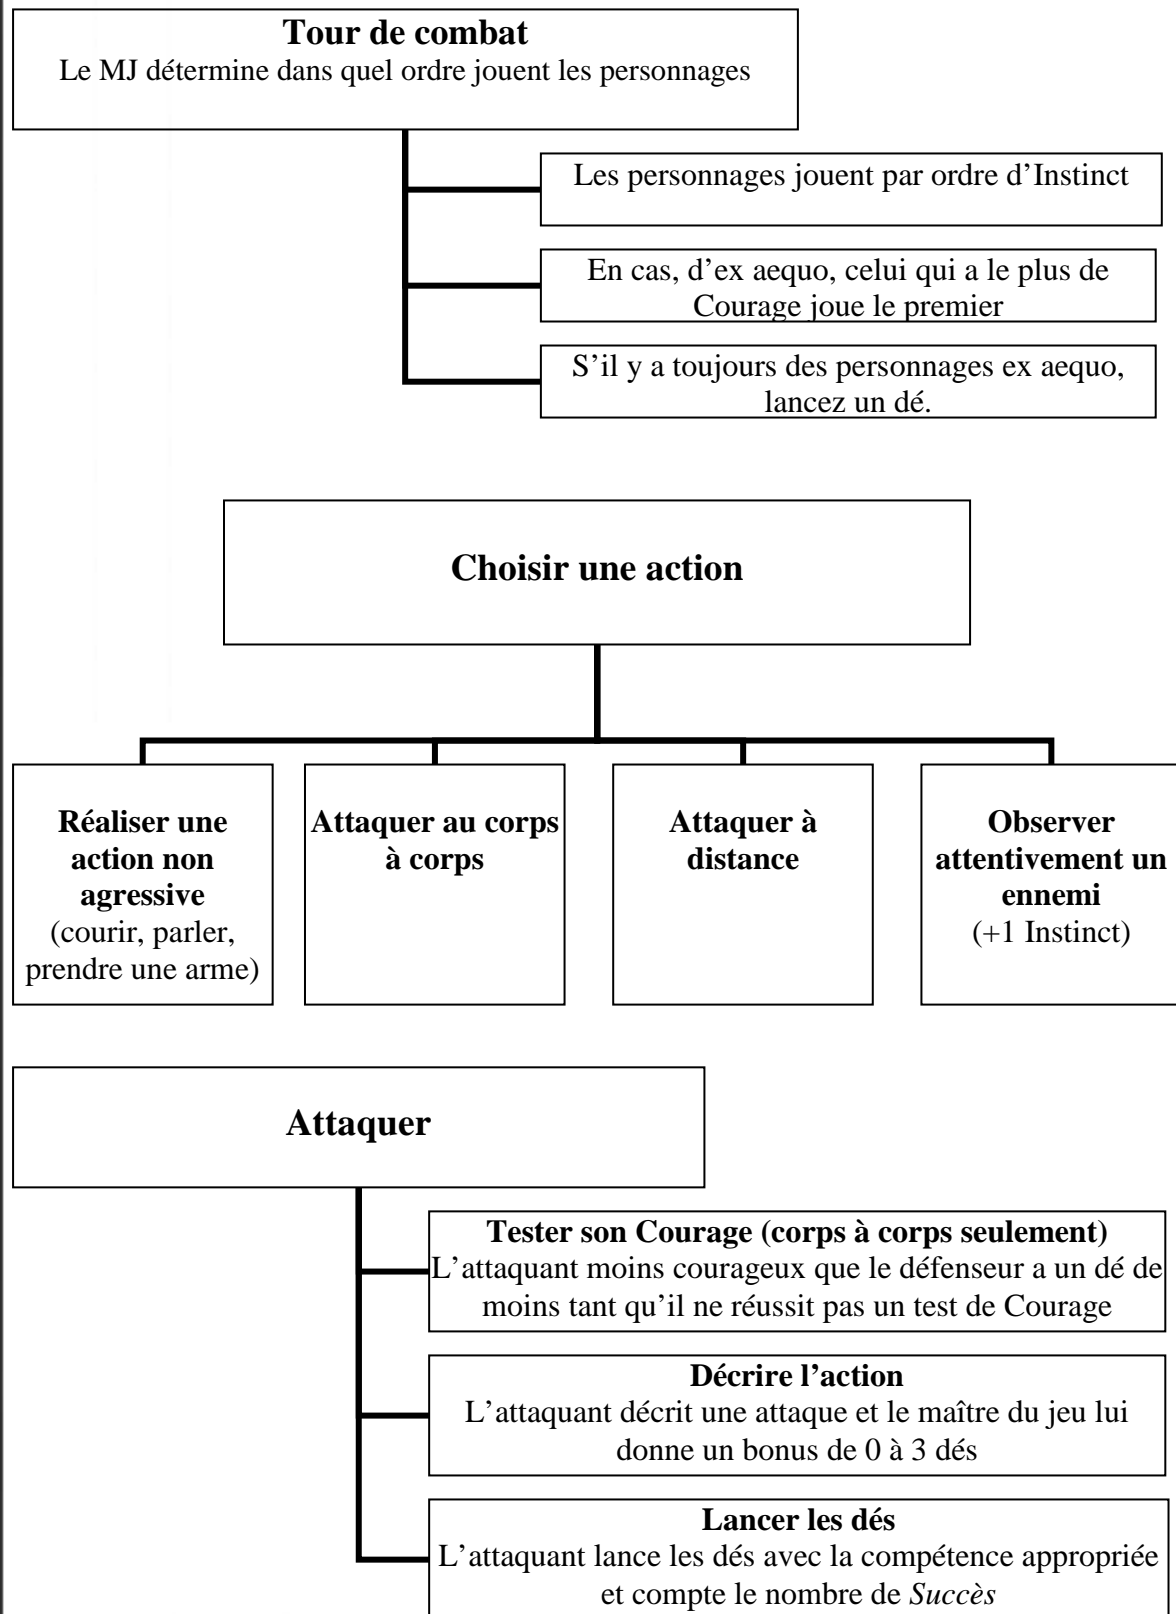 Tour de combat
Le MJ détermine dans quel ordre jouent les personnages
Les personnages jouent par ordre d’Instinct
En cas, d’ex aequo, celui qui a le plus de
Courage joue le premier
S’il y a toujours des personnages ex aequo,
lancez un dé.
Choisir une action
Réaliser une
action non
agressive
(courir, parler,
prendre une arme)
Attaquer au corps
à corps
Attaquer à
distance
Observer
attentivement un
ennemi
(+1 Instinct)
Attaquer
Tester son Courage (corps à corps seulement)
L’attaquant moins courageux que le défenseur a un dé de
moins tant qu’il ne réussit pas un test de Courage
Décrire l’action
L’attaquant décrit une attaque et le maître du jeu lui
donne un bonus de 0 à 3 dés
Lancer les dés
L’attaquant lance les dés avec la compétence appropriée
et compte le nombre de Succès